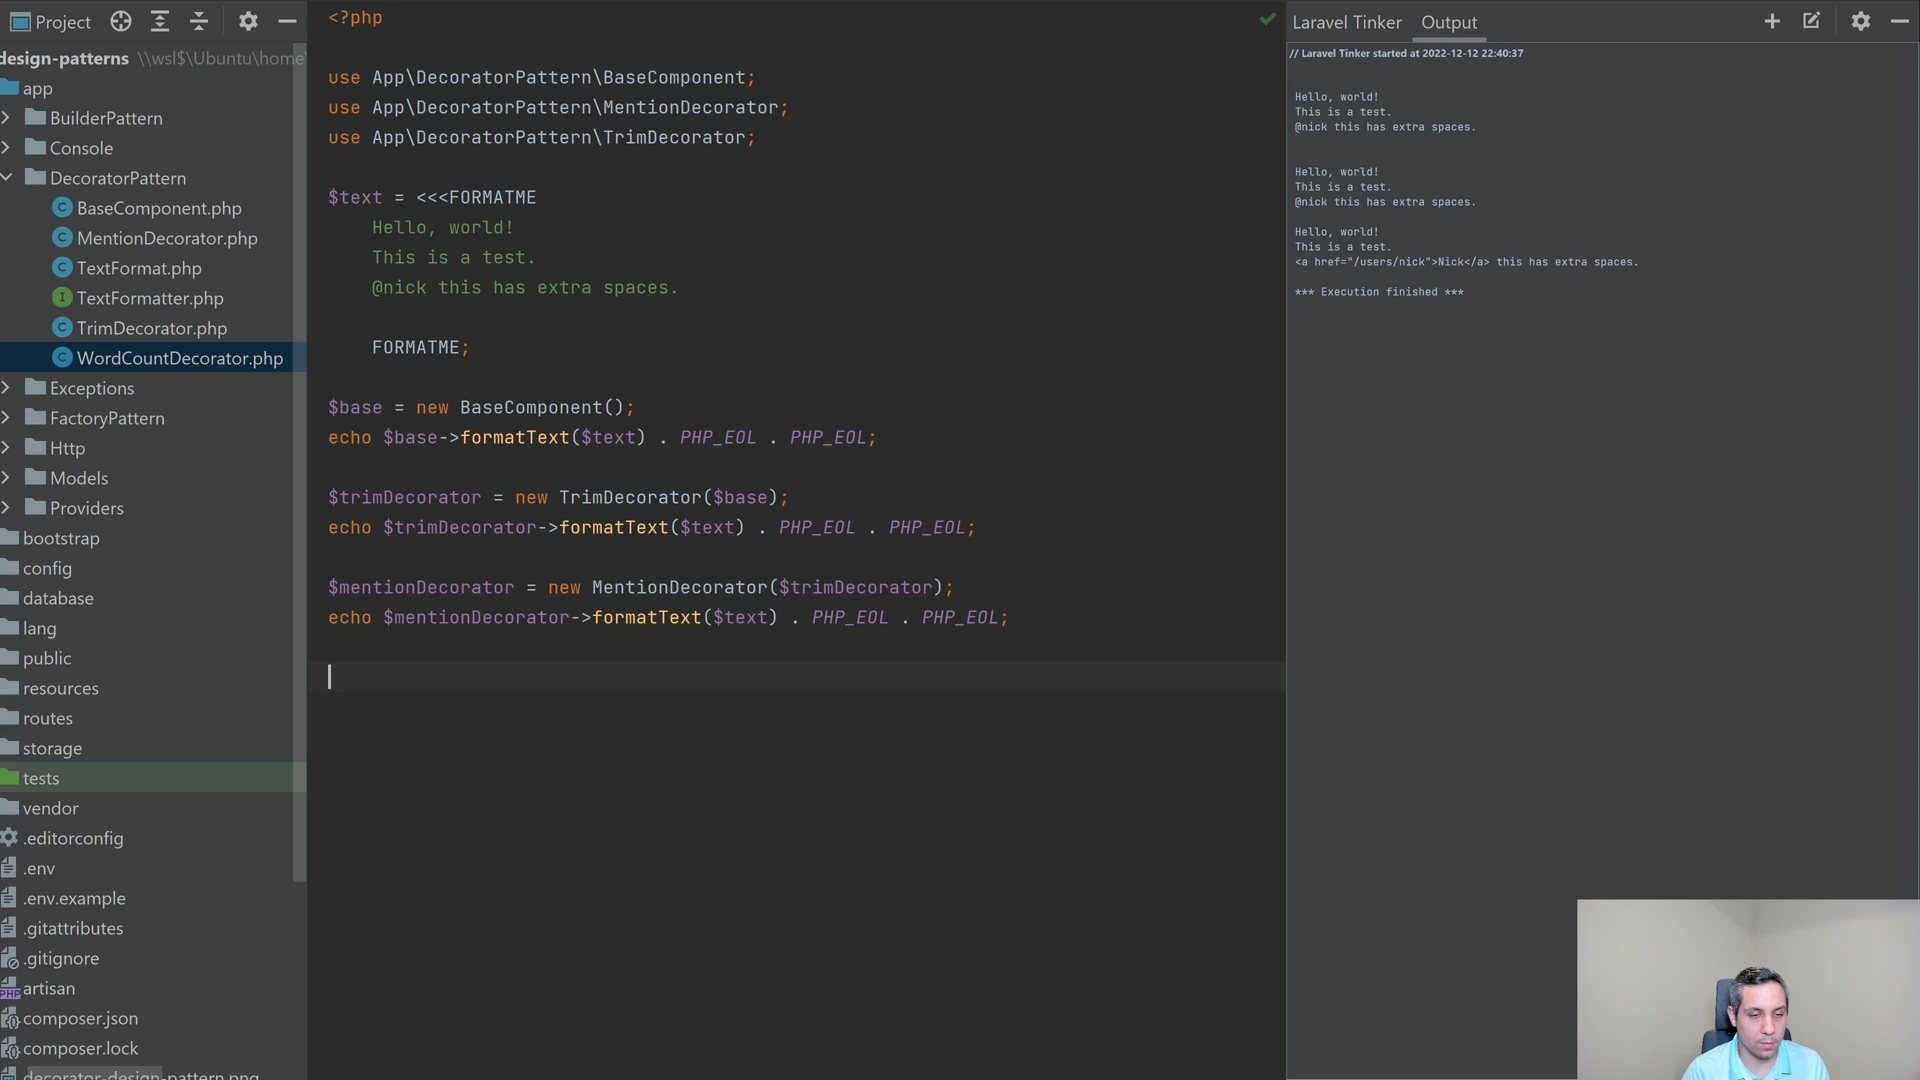 Project
design-patterns \\wsl$\Ubuntu\home
app
BuilderPattern
Console
DecoratorPattern
BaseComponent.php
MentionDecorator.php
TextFormat.php
TextFormatter.php
TrimDecorator.php
WordCountDecorator.php
Exceptions
FactoryPattern
Http
Models
Providers
bootstrap
config
database
lang
public
resources
routes
storage
tests
vendor
.editorconfig
.env
.env.example
.gitattributes
.gitignore
artisan
composer.json
composer.lock
decorator-design-pattern.png
<?php
use App\DecoratorPattern\BaseComponent;
use App\DecoratorPattern\MentionDecorator;
use App\DecoratorPattern\TrimDecorator;
$text = <<<FORMATME
Hello, world!
This is a test.
@nick this has extra spaces.
FORMATME;
$base = new BaseComponent();
echo $base->formatText($text) . PHP_EOL . PHP_EOL;
$trimDecorator = new TrimDecorator($base);
echo $trimDecorator->formatText($text) . PHP_EOL . PHP_EOL;
$mentionDecorator = new MentionDecorator($trimDecorator);
echo $mentionDecorator->formatText($text) . PHP_EOL . PHP_EOL;
Laravel Tinker Output
// Laravel Tinker started at 2022-12-12 22:40:37
Hello, world!
This is a test.
@nick this has extra spaces.
Hello, world!
This is a test.
@nick this has extra spaces.
Hello, world!
This is a test.
<a href="/users/nick">Nick</a> this has extra spaces.
*** Execution finished ***